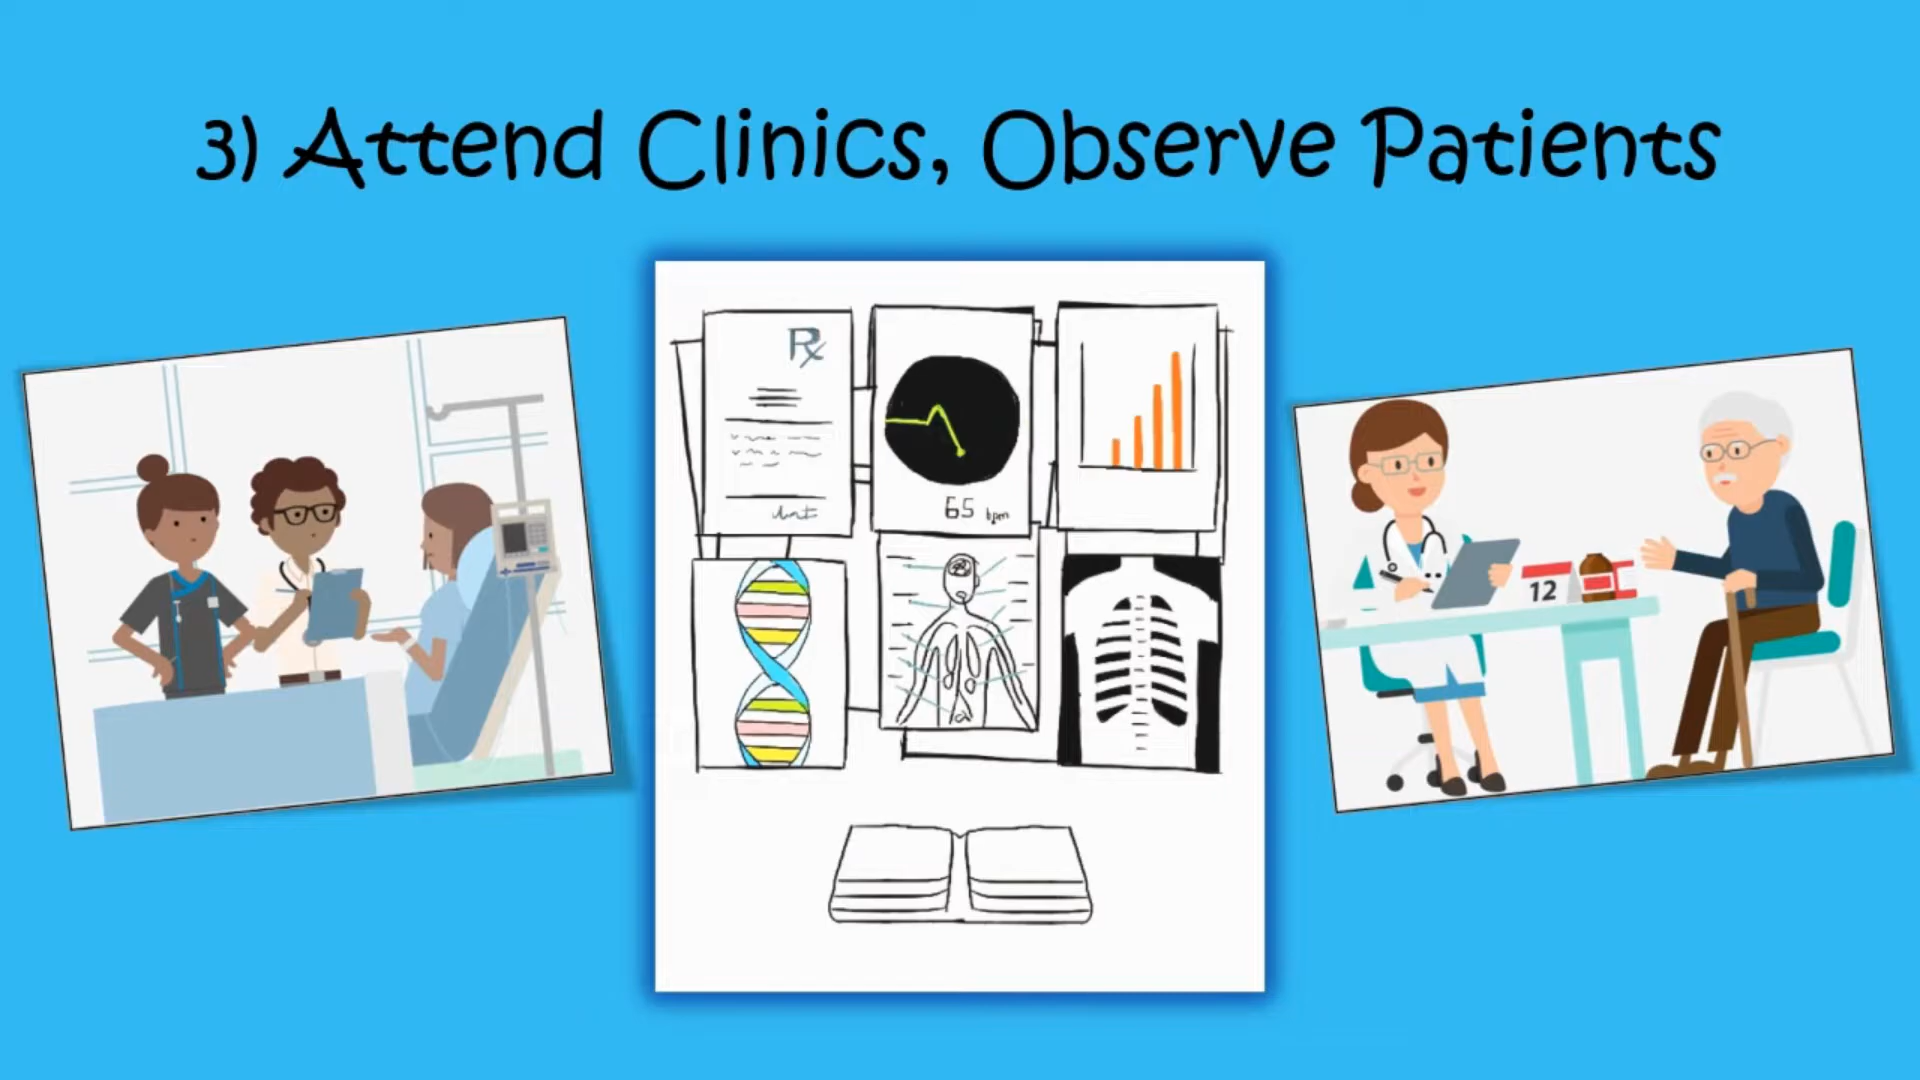 3) Attend Clinics, Observe Patients
Rx
65 bpm
12